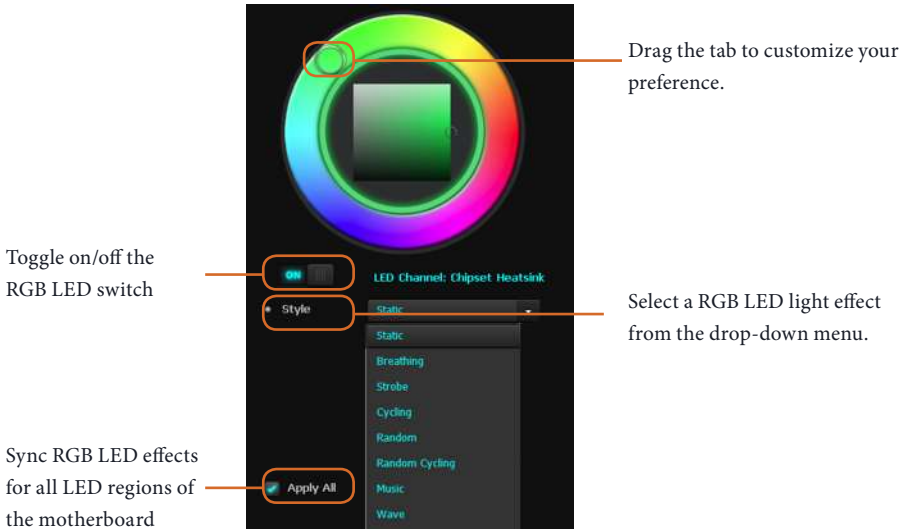 Drag the tab to customize your
preference.
Toggle on/off the
RGB LED switch
ON
LED Channel: Chipset Heatsink
Style
Static
Select a RGB LED light effect
from the drop-down menu.
Static
Breathing
Strobe
Cycling
Random
Random Cycling
Music
Wave
Sync RGB LED effects
for all LED regions of
the motherboard
Apply All